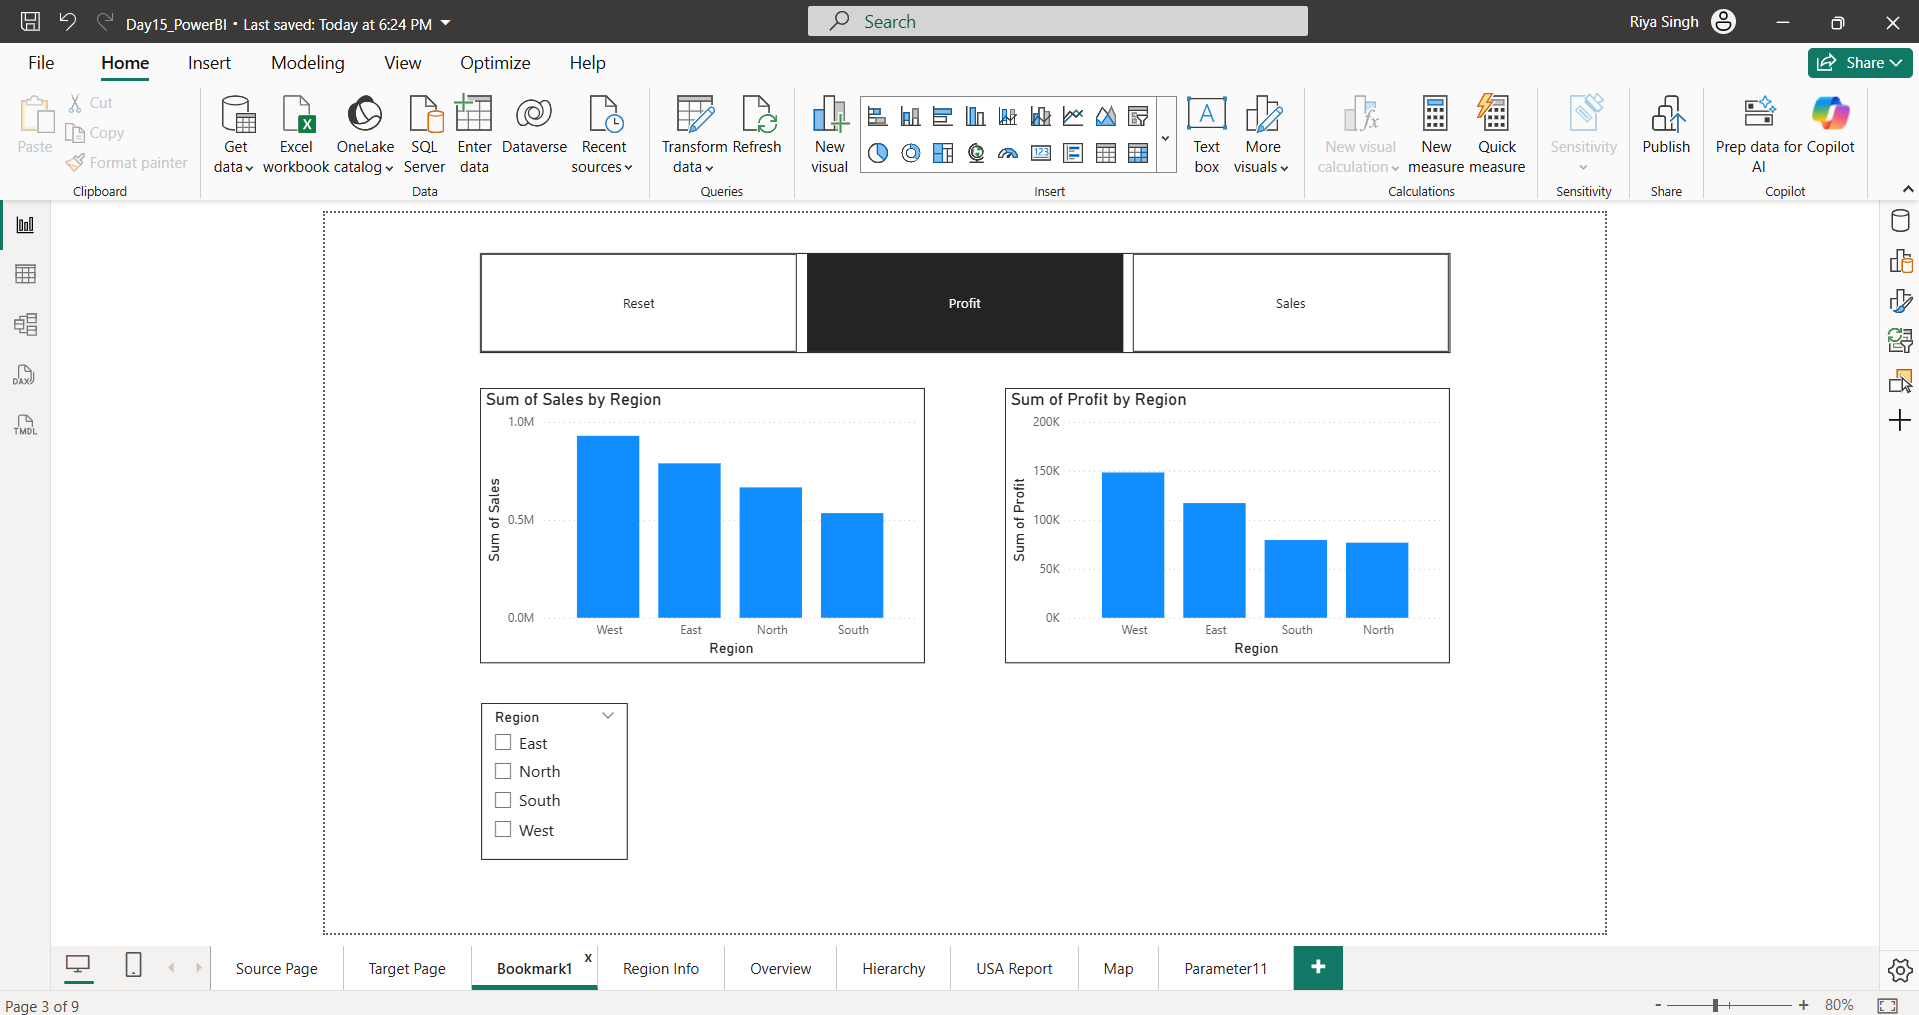 Day15_PowerBI • Last saved: Today at 6:24 PM
Search
Riya Singh
File
Home
Insert
Modeling
View
Optimize
Help
Share
Paste
Cut
Copy
Format painter
Clipboard
Get data
Excel workbook
OneLake catalog
SQL Server
Enter data
Dataverse
Recent sources
Data
Transform data
Refresh
Queries
New visual
123
Insert
A
Text box
More visuals
New visual calculation
New measure
Quick measure
Calculations
Sensitivity
Sensitivity
Publish
Share
Prep data for AI
Copilot
Copilot
DAX
TMDL
Reset
Profit
Sales
Sum of Sales by Region
1.0M
0.5M
0.0M
Sum of Sales
West
East
North
South
Region
Sum of Profit by Region
200K
150K
100K
50K
0K
Sum of Profit
West
East
South
North
Region
Region
East
North
South
West
Source Page
Target Page
Bookmark1
x
Region Info
Overview
Hierarchy
USA Report
Map
Parameter11
+
Page 3 of 9
- + 80%